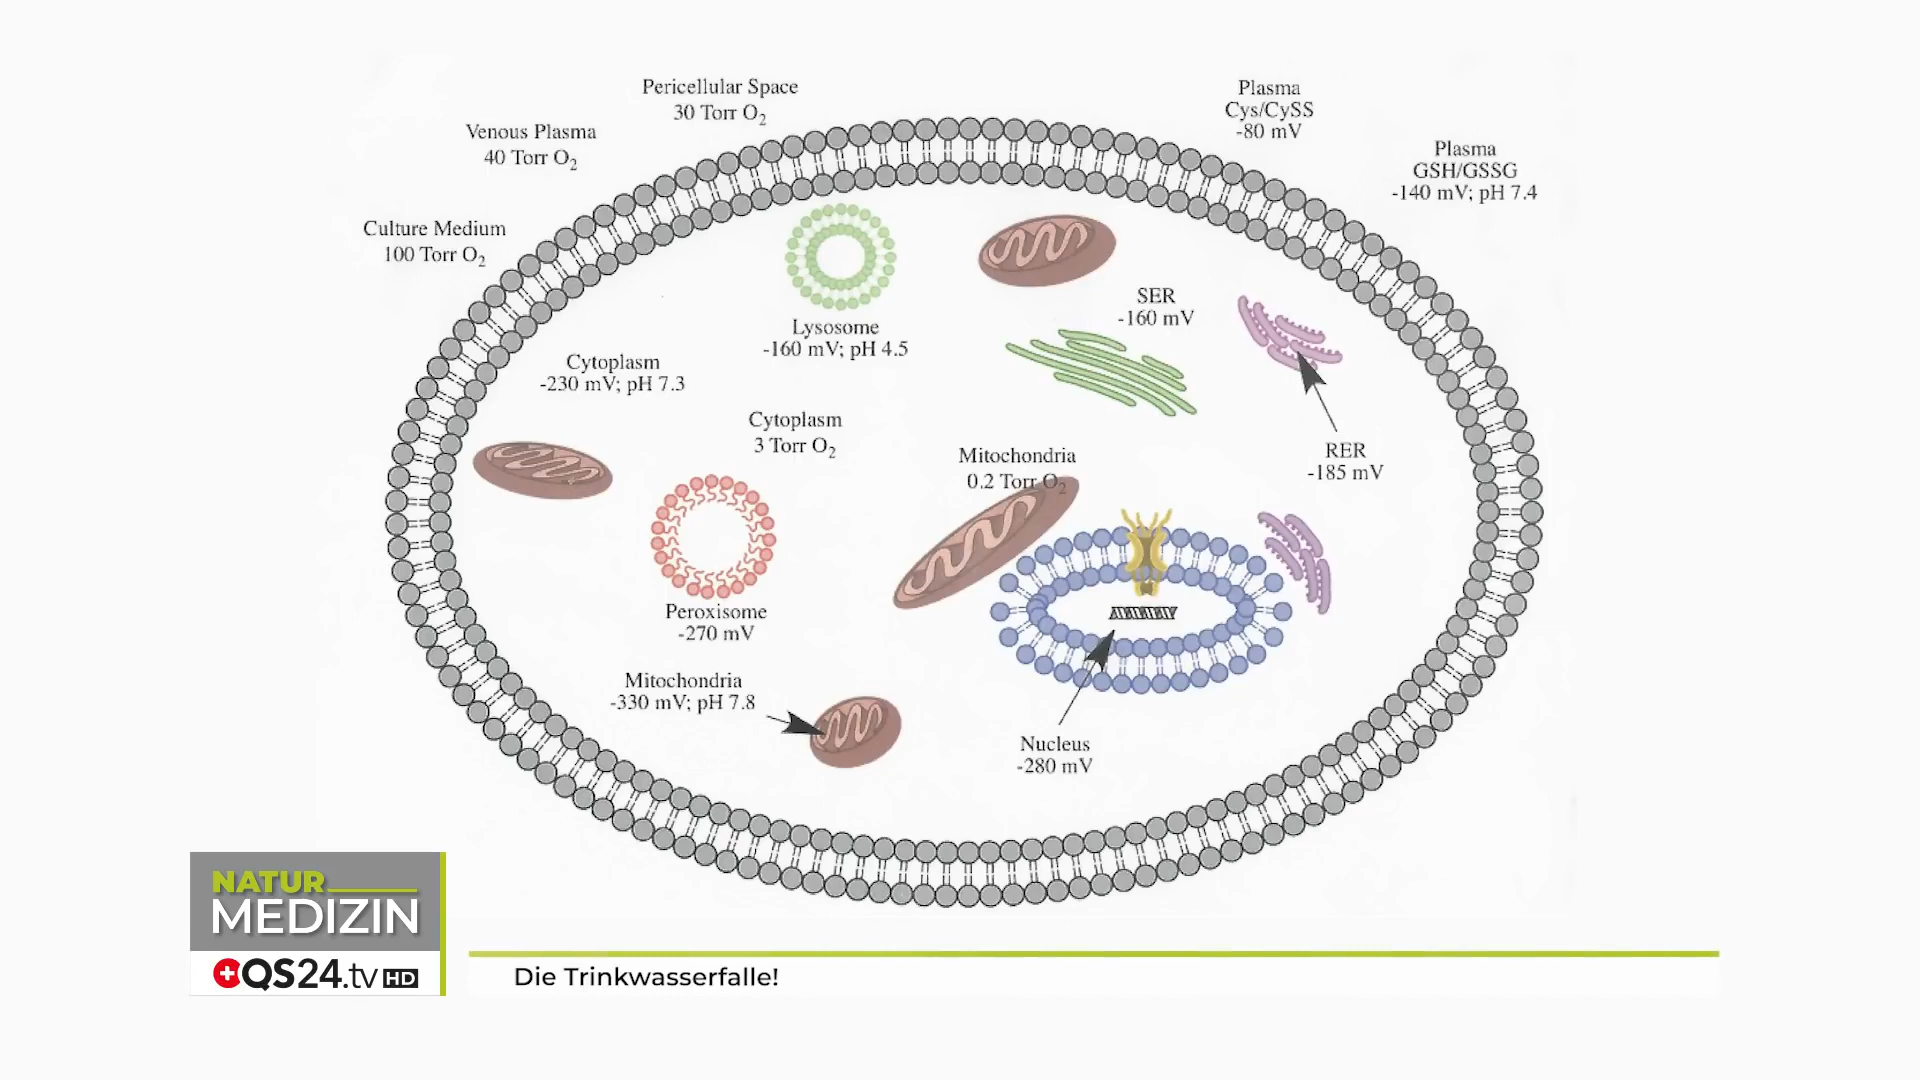 Pericellular Space
30 Torr O2
Venous Plasma
40 Torr O2
Culture Medium
100 Torr O2
Plasma
Cys/CySS
-80 mV
Plasma
GSH/GSSG
-140 mV; pH 7.4
Lysosome
-160 mV; pH 4.5
SER
-160 mV
Cytoplasm
-230 mV; pH 7.3
Cytoplasm
3 Torr O2
Mitochondria
0.2 Torr O2
RER
-185 mV
Peroxisome
-270 mV
Mitochondria
-330 mV; pH 7.8
Nucleus
-280 mV
NATUR
MEDIZIN
QS24.tv HD
Die Trinkwasserfalle!